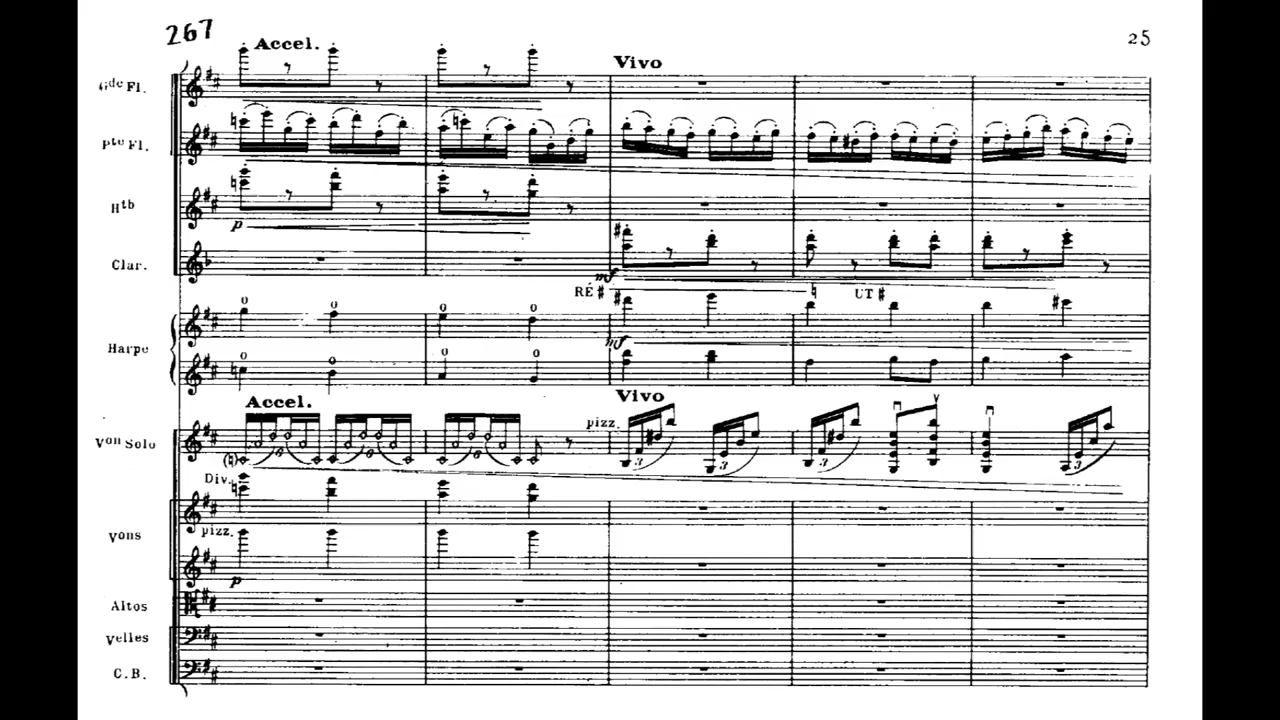 267
25
Accel.
Vivo
Gde Fl.
Pte Fl.
Htb
p
Clar.
mf
RÉ# ♮ UT#
Harpe
mf
Accel. Vivo
pizz.
Von Solo
3 3 3 3
Div.
pizz.
Vons
p
Altos
Velles
C.B.